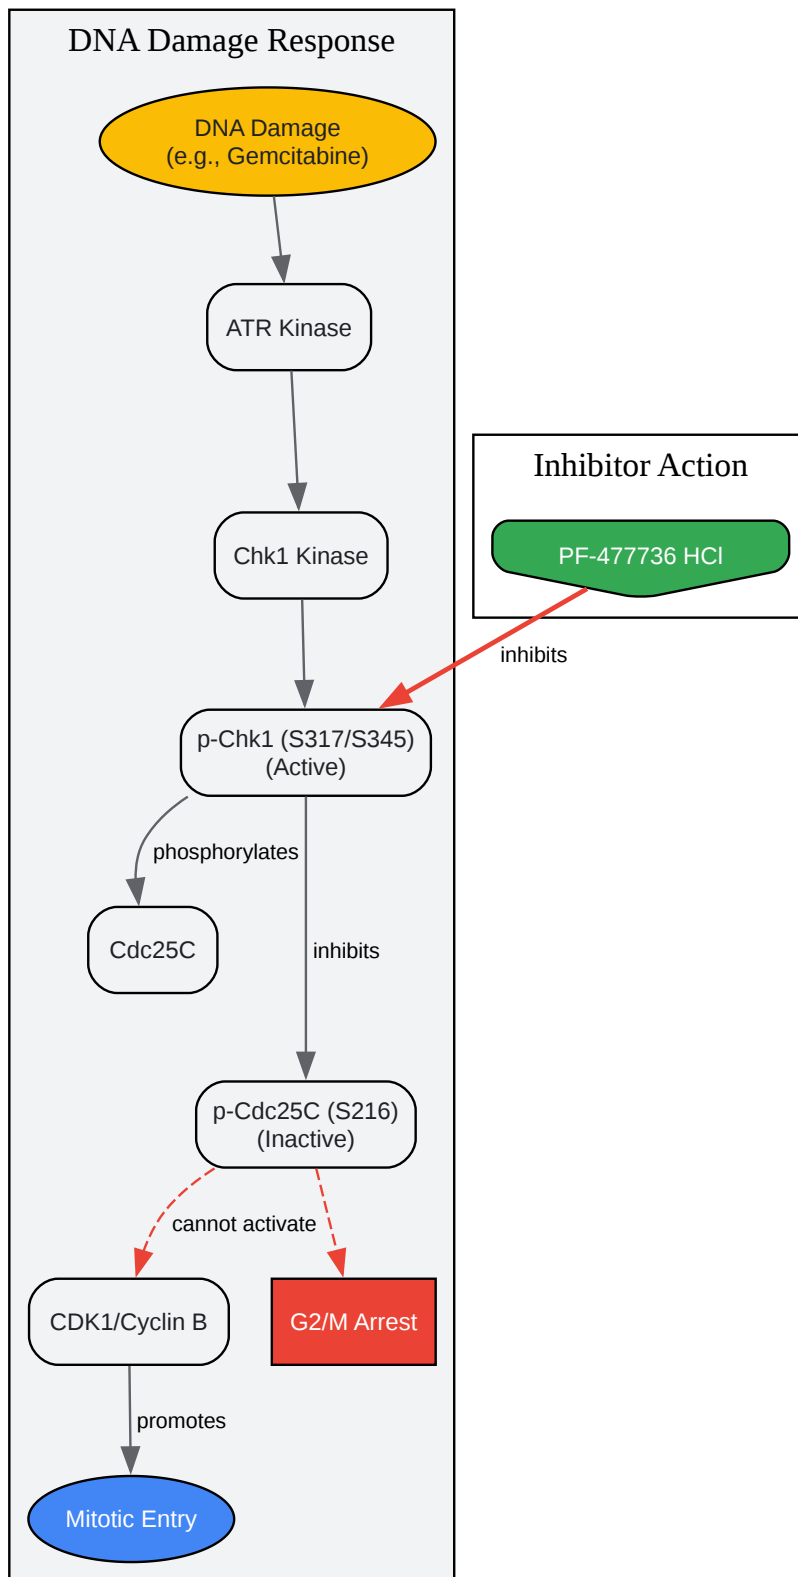 DNA Damage Response
DNA Damage
(e.g., Gemcitabine)
ATR Kinase
Inhibitor Action
Chk1 Kinase
PF-477736 HCl
inhibits
p-Chk1 (S317/S345)
(Active)
phosphorylates
Cdc25C
inhibits
p-Cdc25C (S216)
(Inactive)
cannot activate
CDK1/Cyclin B
G2/M Arrest
promotes
Mitotic Entry